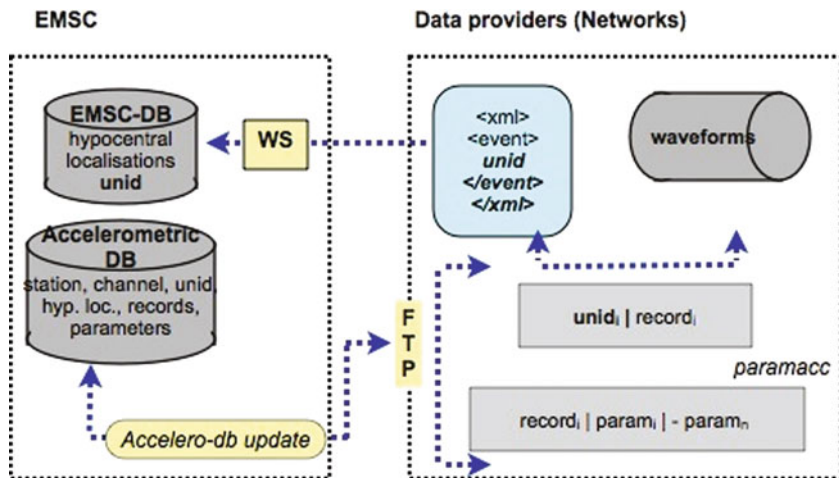 EMSC
Data providers (Networks)
EMSC-DB
hypocentral
localisations
unid
WS
<xml>
<event>
unid
</event>
</xml>
waveforms
Accelerometric
DB
station, channel, unid,
hyp. loc., records,
parameters
F
T
P
unidᵢ | recordᵢ
paramacc
recordᵢ | paramᵢ | - paramₙ
Accelero-db update